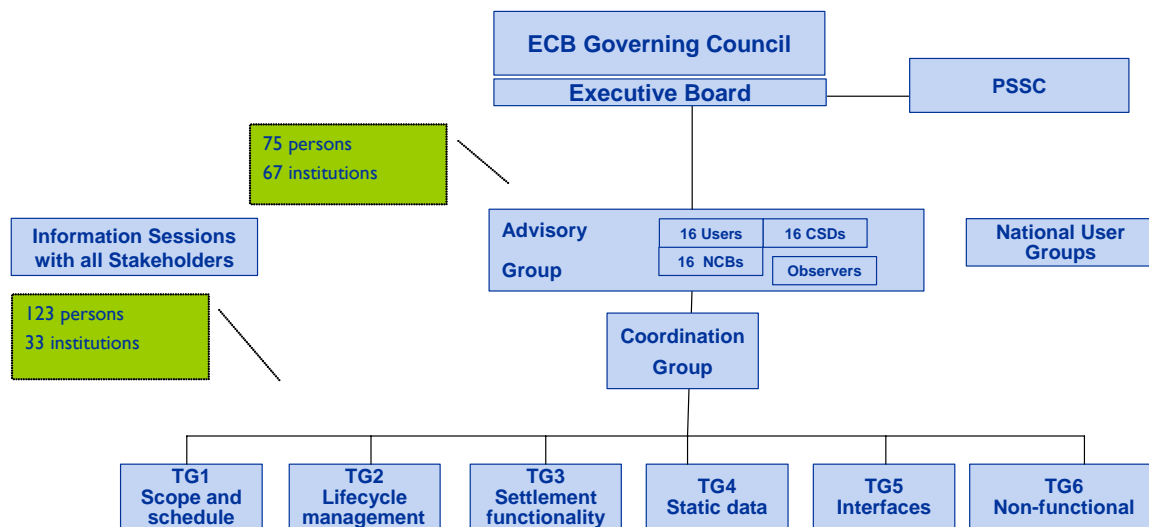 ECB Governing Council
Executive Board
PSSC
75 persons
67 institutions
Information Sessions
with all Stakeholders
Advisory
Group
16 Users
16 CSDs
16 NCBs
Observers
National User
Groups
123 persons
33 institutions
Coordination
Group
TG1
Scope and
schedule
TG2
Lifecycle
management
TG3
Settlement
functionality
TG4
Static data
TG5
Interfaces
TG6
Non-functional